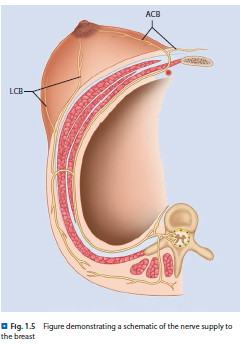 ACB
LCB
Fig. 1.5 Figure demonstrating a schematic of the nerve supply to
the breast